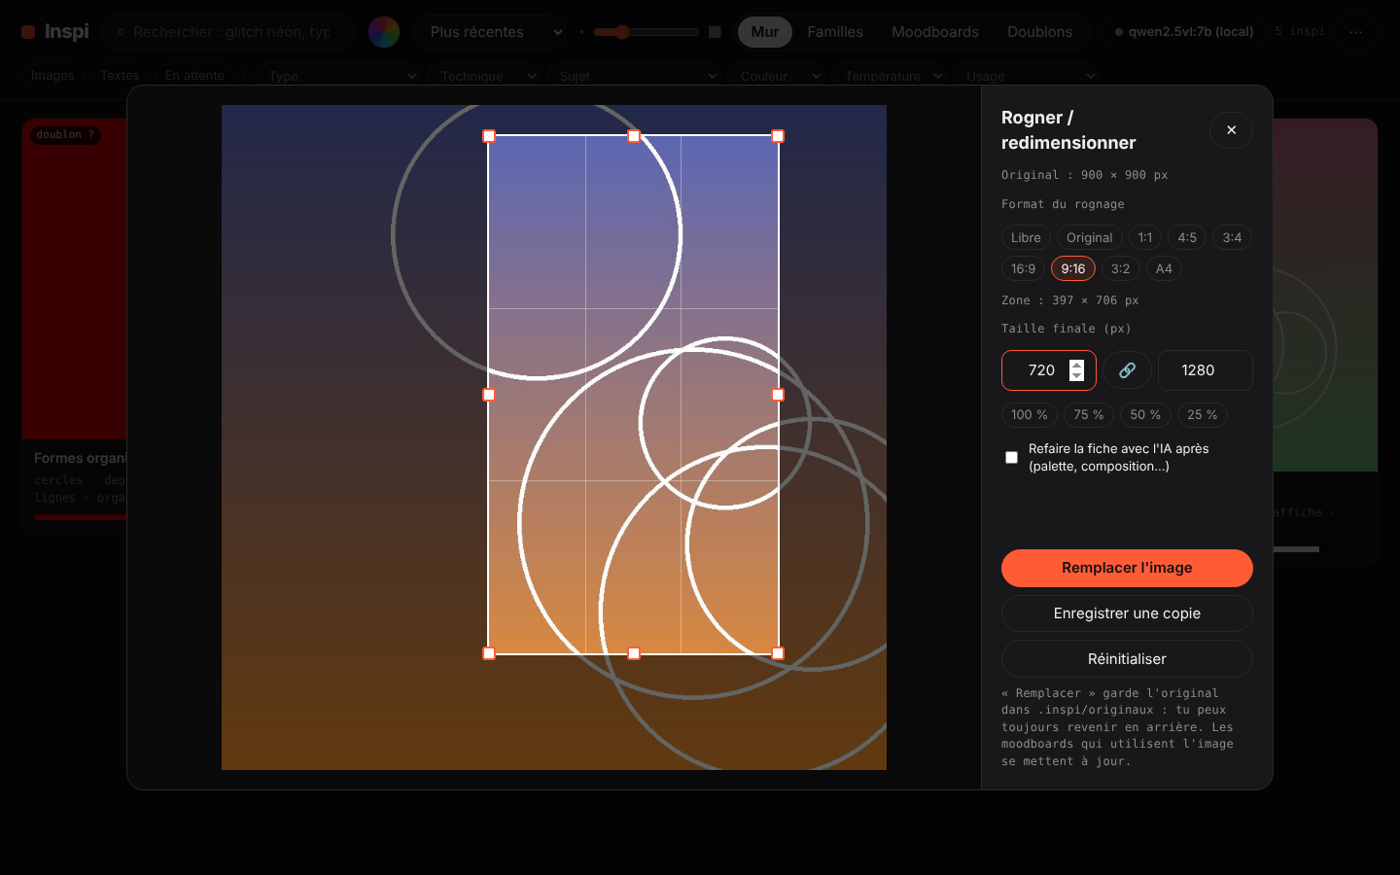 Inspi
Rechercher : glitch néon, typ
Plus récentes
Mur
Familles
Moodboards
Doublons
qwen2.5vl:7b (local)
5 inspi
...
Images
Textes
En attente
Type
Technique
Sujet
Couleur
Température
Usage
doublon ?
Formes organi
cercles · deg
lignes · orga
affiche ·
Rogner /
redimensionner
✕
Original : 900 × 900 px
Format du rognage
Libre
Original
1:1
4:5
3:4
16:9
9:16
3:2
A4
Zone : 397 × 706 px
Taille finale (px)
720
1280
100 %
75 %
50 %
25 %
Refaire la fiche avec l'IA après
(palette, composition…)
Remplacer l'image
Enregistrer une copie
Réinitialiser
« Remplacer » garde l'original
dans .inspi/originaux : tu peux
toujours revenir en arrière. Les
moodboards qui utilisent l'image
se mettent à jour.